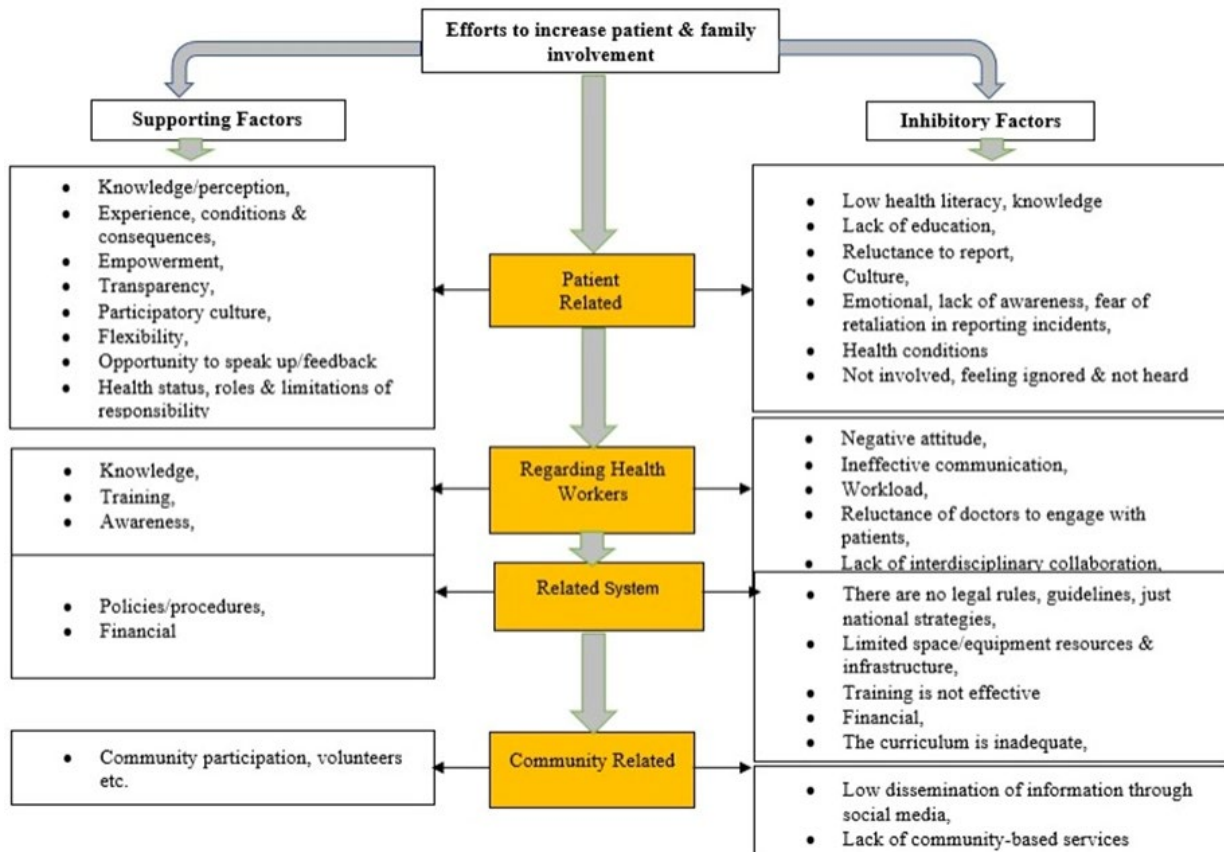 Efforts to increase patient & family
involvement
Supporting Factors
Inhibitory Factors
• Knowledge/perception,
• Experience, conditions &
consequences,
• Empowerment,
• Transparency,
• Participatory culture,
• Flexibility,
• Opportunity to speak up/feedback
• Health status, roles & limitations of
responsibility
Patient
Related
• Low health literacy, knowledge
• Lack of education,
• Reluctance to report,
• Culture,
• Emotional, lack of awareness, fear of
retaliation in reporting incidents,
• Health conditions
• Not involved, feeling ignored & not heard
• Knowledge,
• Training,
• Awareness,
Regarding Health
Workers
• Negative attitude,
• Ineffective communication,
• Workload,
• Reluctance of doctors to engage with
patients,
• Lack of interdisciplinary collaboration,
• Policies/procedures,
• Financial
Related System
• There are no legal rules, guidelines, just
national strategies,
• Limited space/equipment resources &
infrastructure,
• Training is not effective
• Financial,
• The curriculum is inadequate,
• Community participation, volunteers
etc.
Community Related
• Low dissemination of information through
social media,
• Lack of community-based services